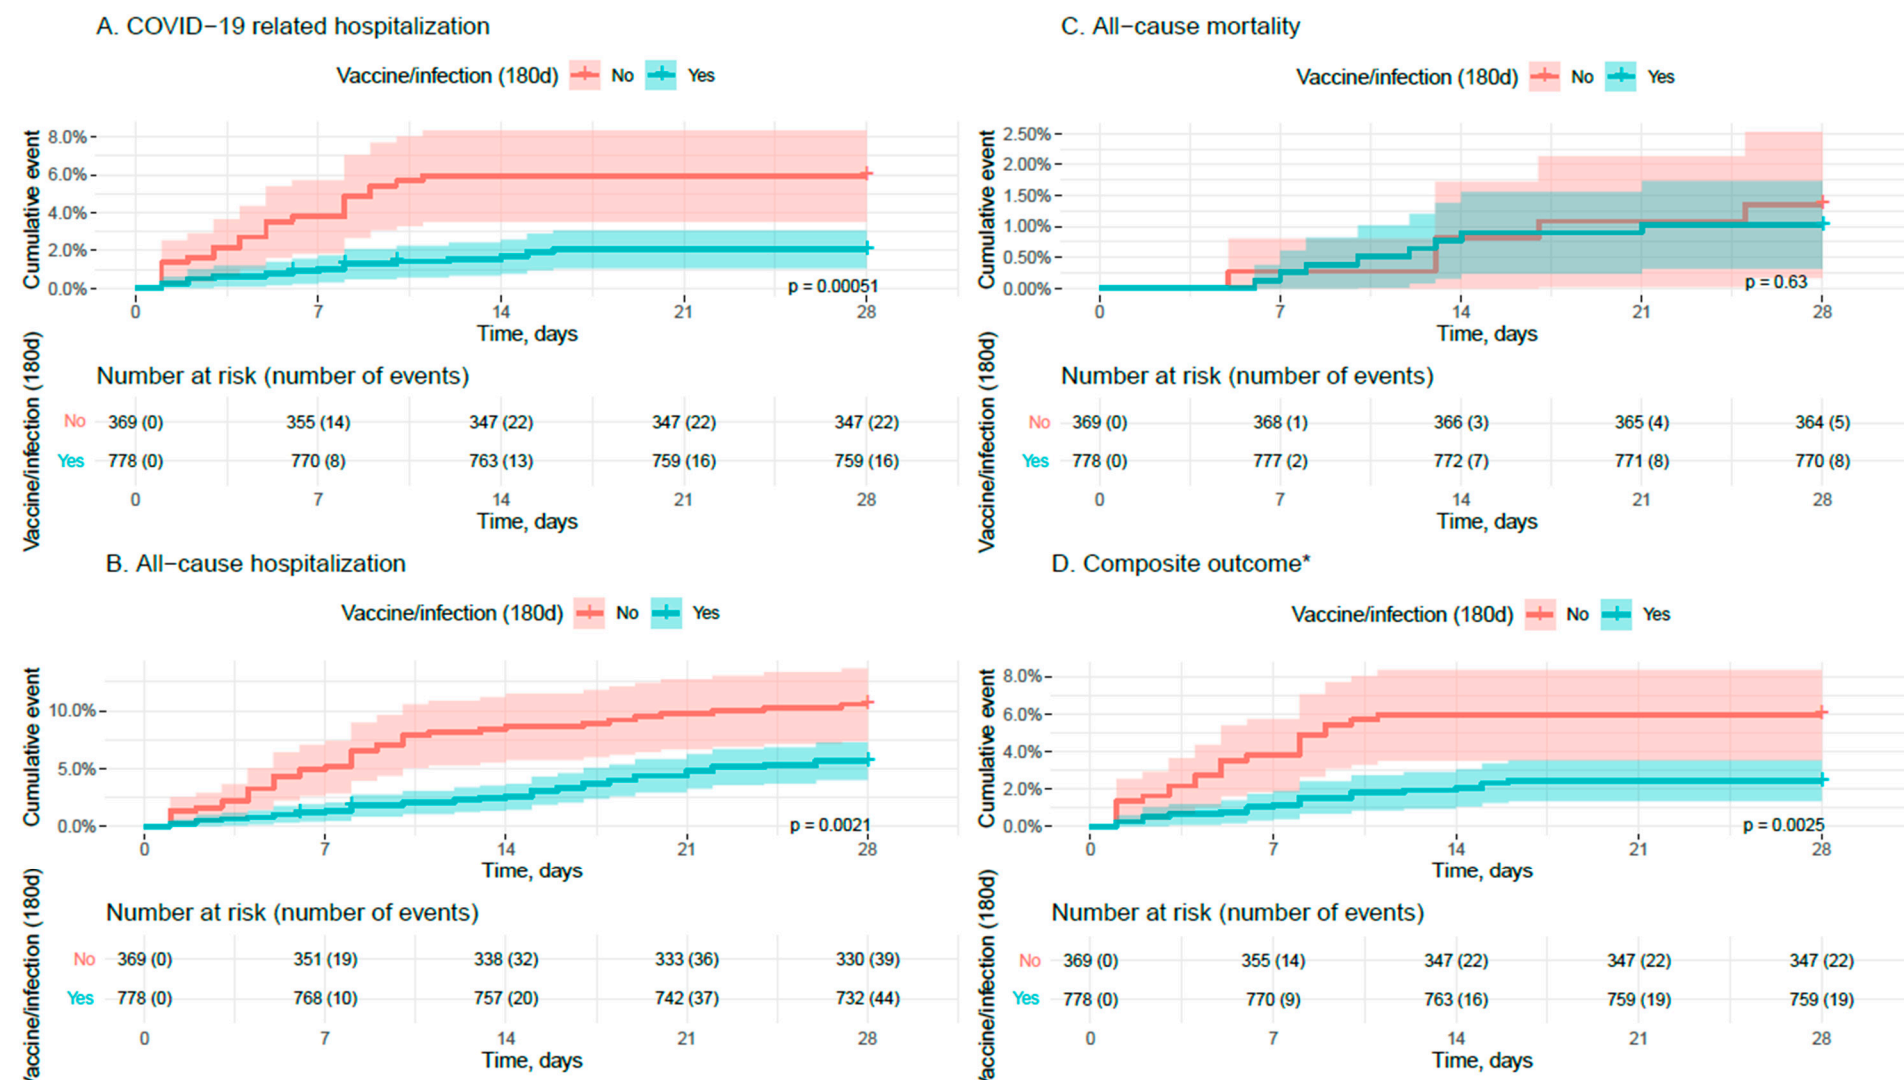 A. COVID−19 related hospitalization
Vaccine/infection (180d) No Yes
Cumulative event
8.0%
6.0%
4.0%
2.0%
0.0%
p = 0.00051
0 7 14 21 28
Time, days
Number at risk (number of events)
Vaccine/infection (180d)
No 369 (0) 355 (14) 347 (22) 347 (22) 347 (22)
Yes 778 (0) 770 (8) 763 (13) 759 (16) 759 (16)
0 7 14 21 28
Time, days
B. All−cause hospitalization
Vaccine/infection (180d) No Yes
Cumulative event
10.0%
5.0%
0.0%
p = 0.0021
0 7 14 21 28
Time, days
Number at risk (number of events)
Vaccine/infection (180d)
No 369 (0) 351 (19) 338 (32) 333 (36) 330 (39)
Yes 778 (0) 768 (10) 757 (20) 742 (37) 732 (44)
0 7 14 21 28
Time, days
C. All−cause mortality
Vaccine/infection (180d) No Yes
Cumulative event
2.50%
2.00%
1.50%
1.00%
0.50%
0.00%
p = 0.63
0 7 14 21 28
Time, days
Number at risk (number of events)
Vaccine/infection (180d)
No 369 (0) 368 (1) 366 (3) 365 (4) 364 (5)
Yes 778 (0) 777 (2) 772 (7) 771 (8) 770 (8)
0 7 14 21 28
Time, days
D. Composite outcome*
Vaccine/infection (180d) No Yes
Cumulative event
8.0%
6.0%
4.0%
2.0%
0.0%
p = 0.0025
0 7 14 21 28
Time, days
Number at risk (number of events)
Vaccine/infection (180d)
No 369 (0) 355 (14) 347 (22) 347 (22) 347 (22)
Yes 778 (0) 770 (9) 763 (16) 759 (19) 759 (19)
0 7 14 21 28
Time, days